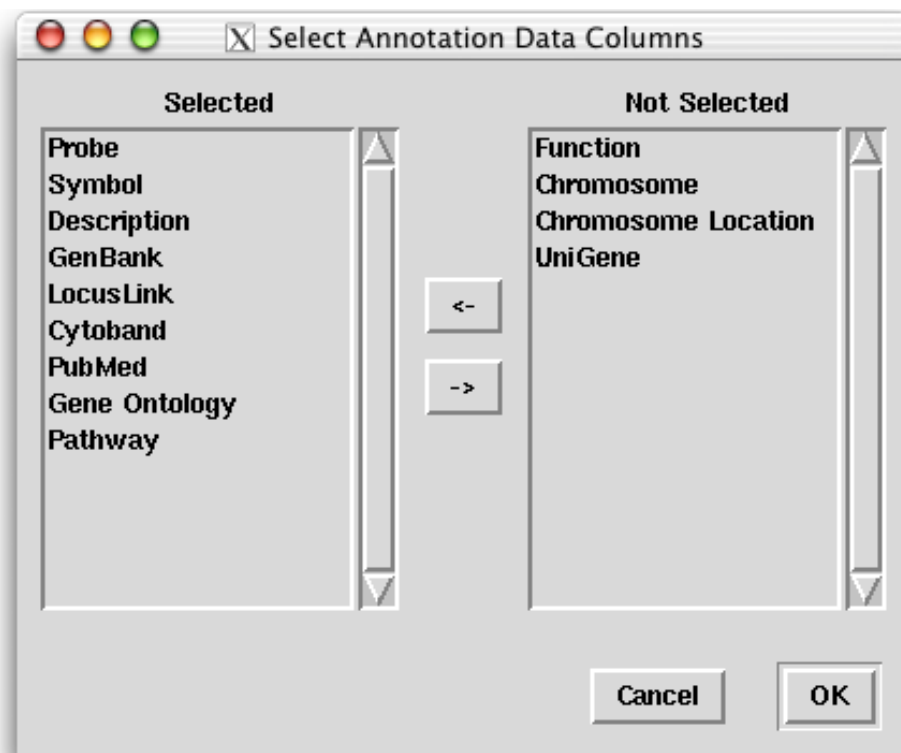 X Select Annotation Data Columns
Selected
Not Selected
Probe
Symbol
Description
GenBank
LocusLink
Cytoband
PubMed
Gene Ontology
Pathway
<-
->
Function
Chromosome
Chromosome Location
UniGene
Cancel
OK